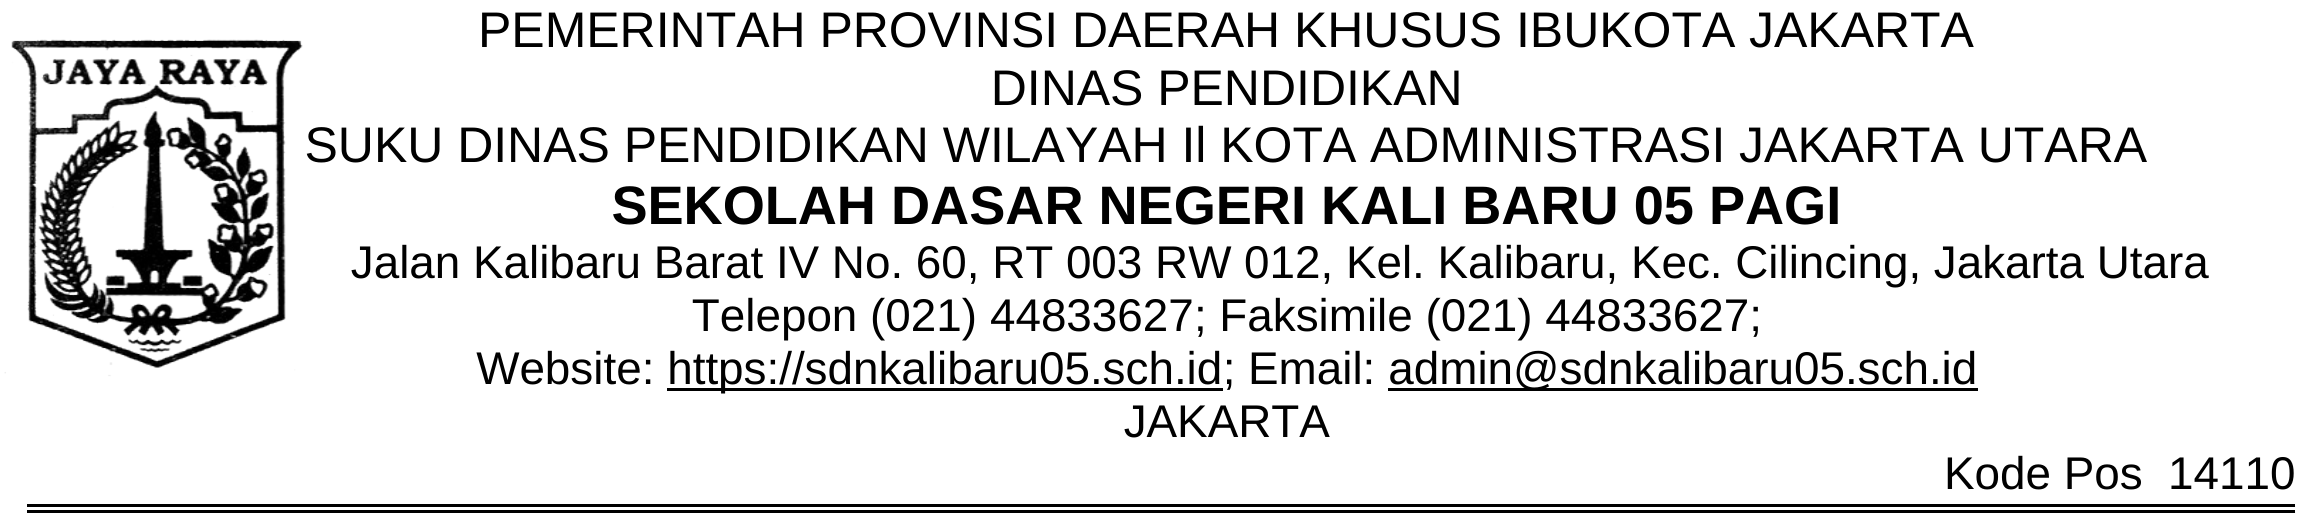 PEMERINTAH PROVINSI DAERAH KHUSUS IBUKOTA JAKARTA
DINAS PENDIDIKAN
JAYA RAYA
SUKU DINAS PENDIDIKAN WILAYAH Il KOTA ADMINISTRASI JAKARTA UTARA
SEKOLAH DASAR NEGERI KALI BARU 05 PAGI
Jalan Kalibaru Barat IV No. 60, RT 003 RW 012, Kel. Kalibaru, Kec. Cilincing, Jakarta Utara
Telepon (021) 44833627; Faksimile (021) 44833627;
Website: https://sdnkalibaru05.sch.id; Email: admin@sdnkalibaru05.sch.id
JAKARTA
Kode Pos  14110